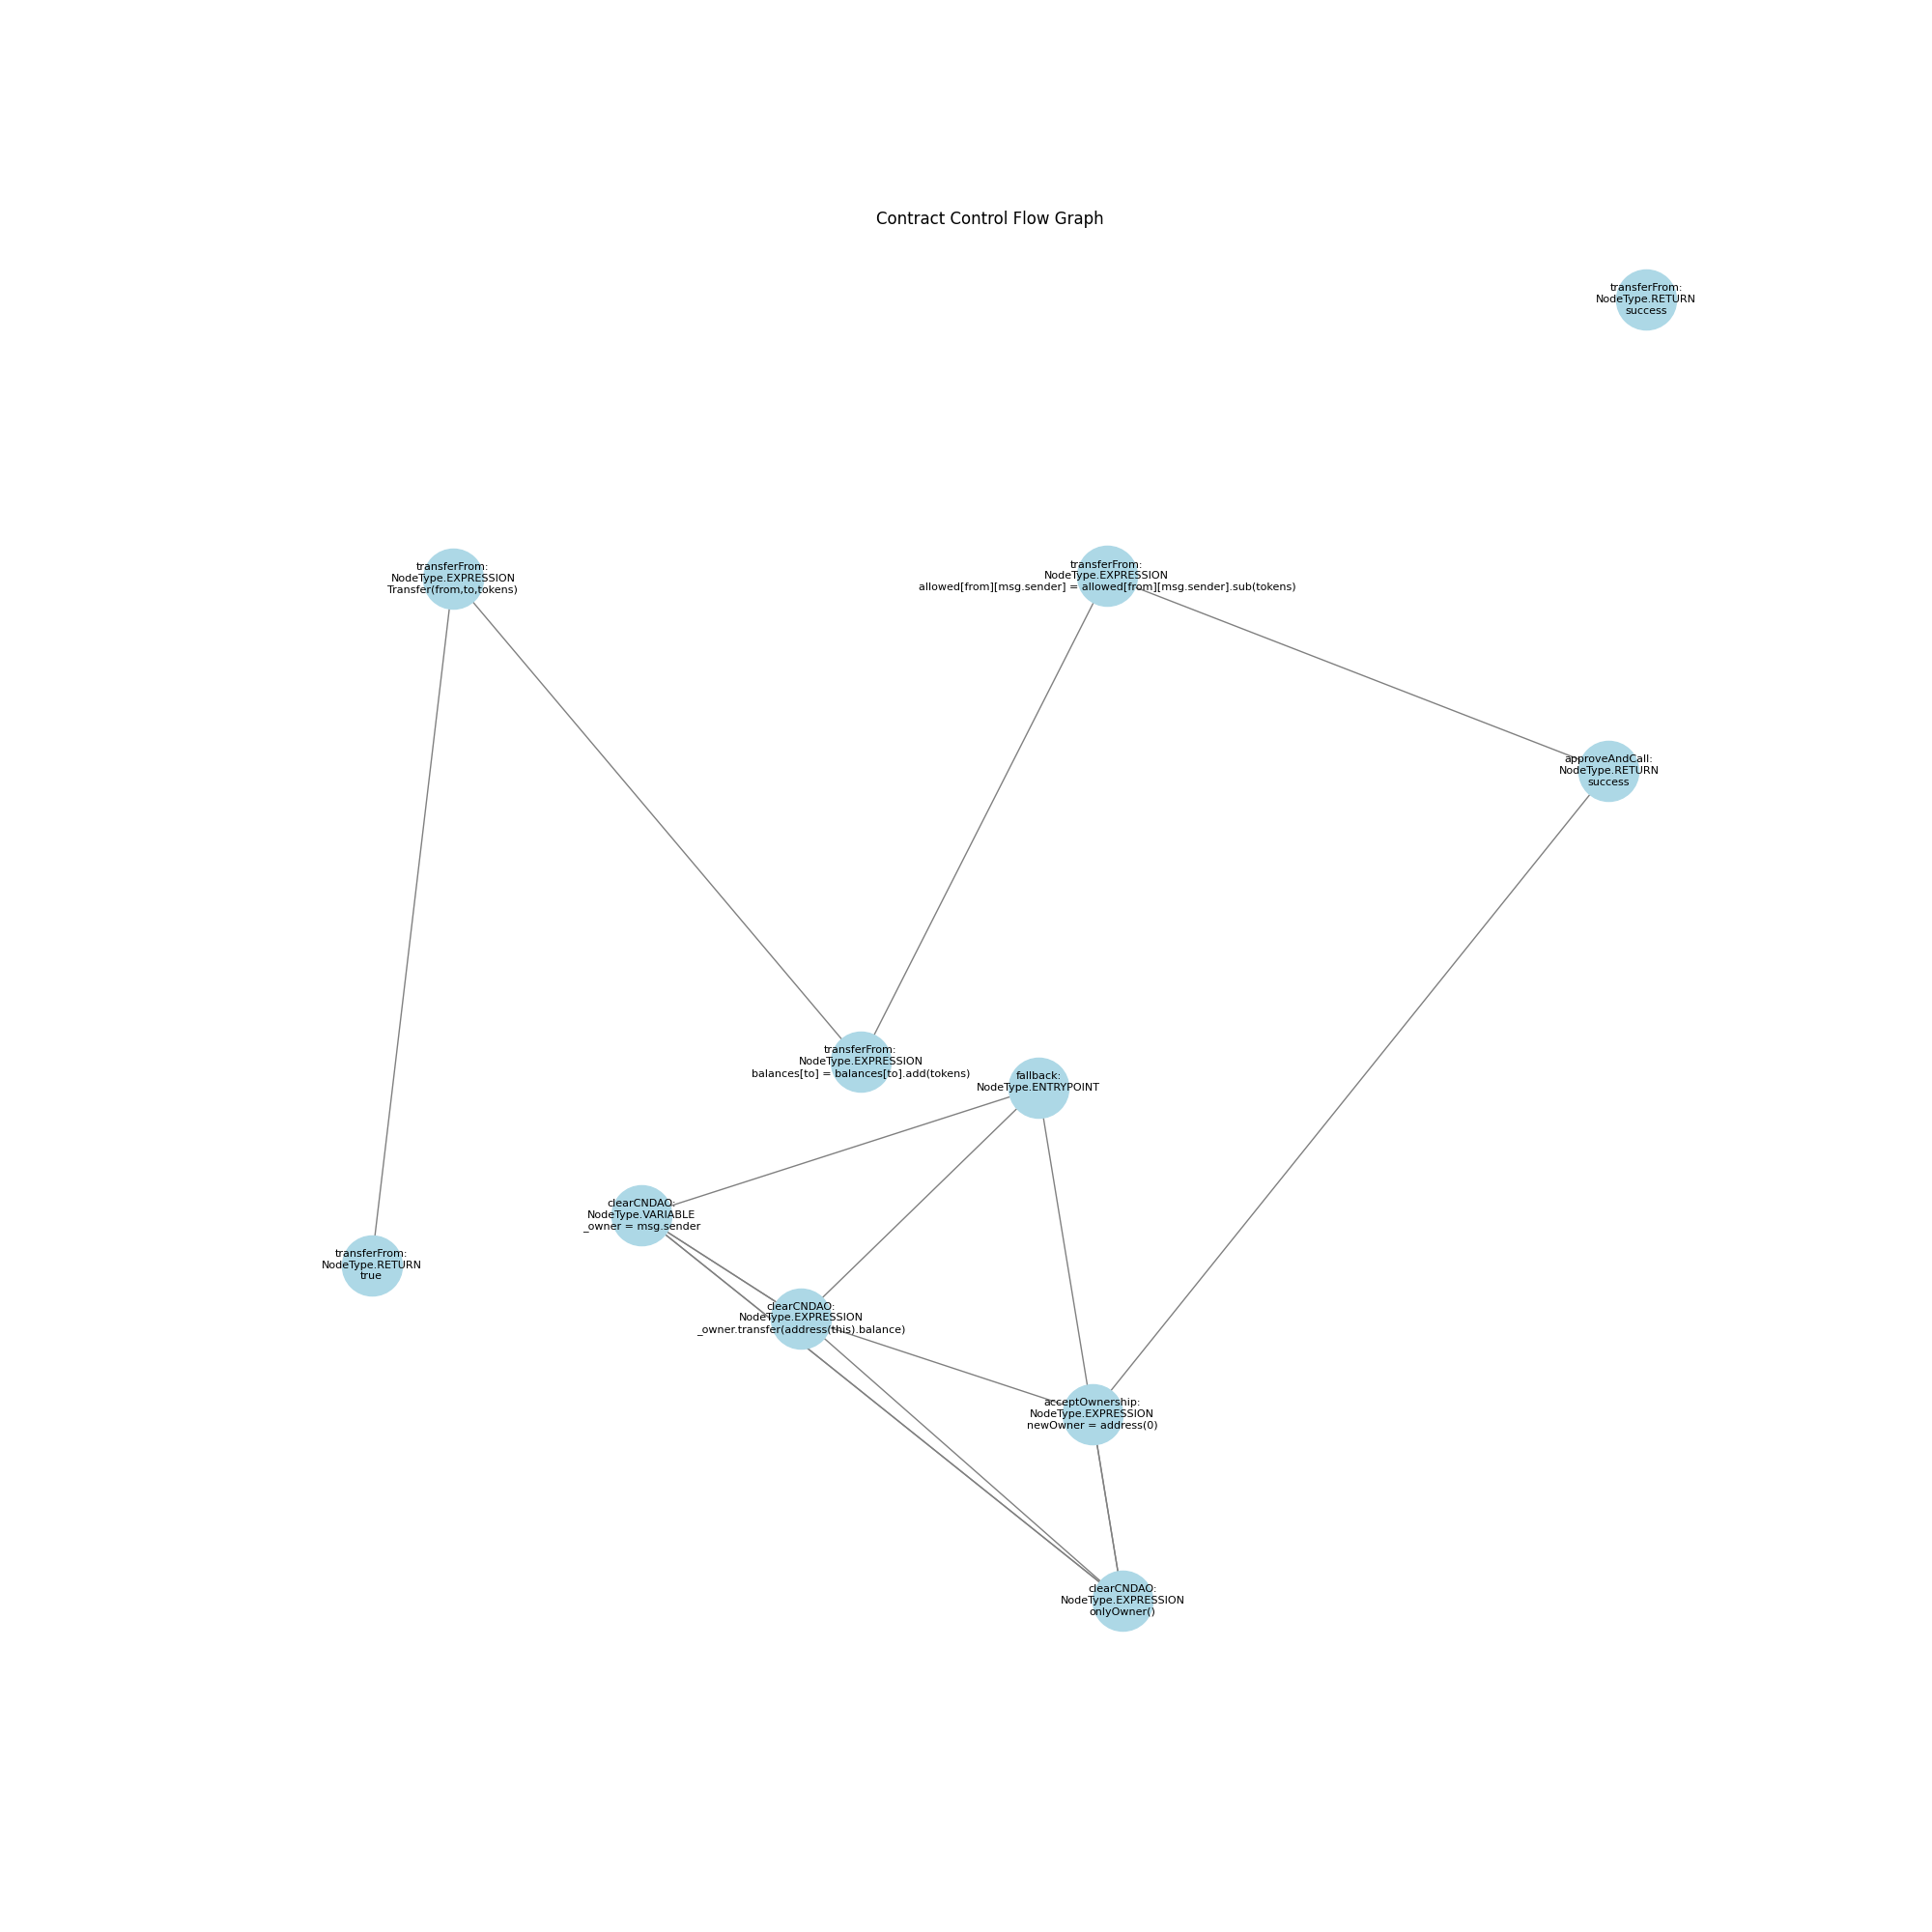 Contract Control Flow Graph
transferFrom:
NodeType.RETURN
success
transferFrom:
NodeType.EXPRESSION
Transfer(from,to,tokens)
transferFrom:
NodeType.EXPRESSION
allowed[from][msg.sender] = allowed[from][msg.sender].sub(tokens)
approveAndCall:
NodeType.RETURN
success
transferFrom:
NodeType.EXPRESSION
balances[to] = balances[to].add(tokens)
fallback:
NodeType.ENTRYPOINT
clearCNDAO:
NodeType.VARIABLE
_owner = msg.sender
transferFrom:
NodeType.RETURN
true
clearCNDAO:
NodeType.EXPRESSION
_owner.transfer(address(this).balance)
acceptOwnership:
NodeType.EXPRESSION
newOwner = address(0)
clearCNDAO:
NodeType.EXPRESSION
onlyOwner()